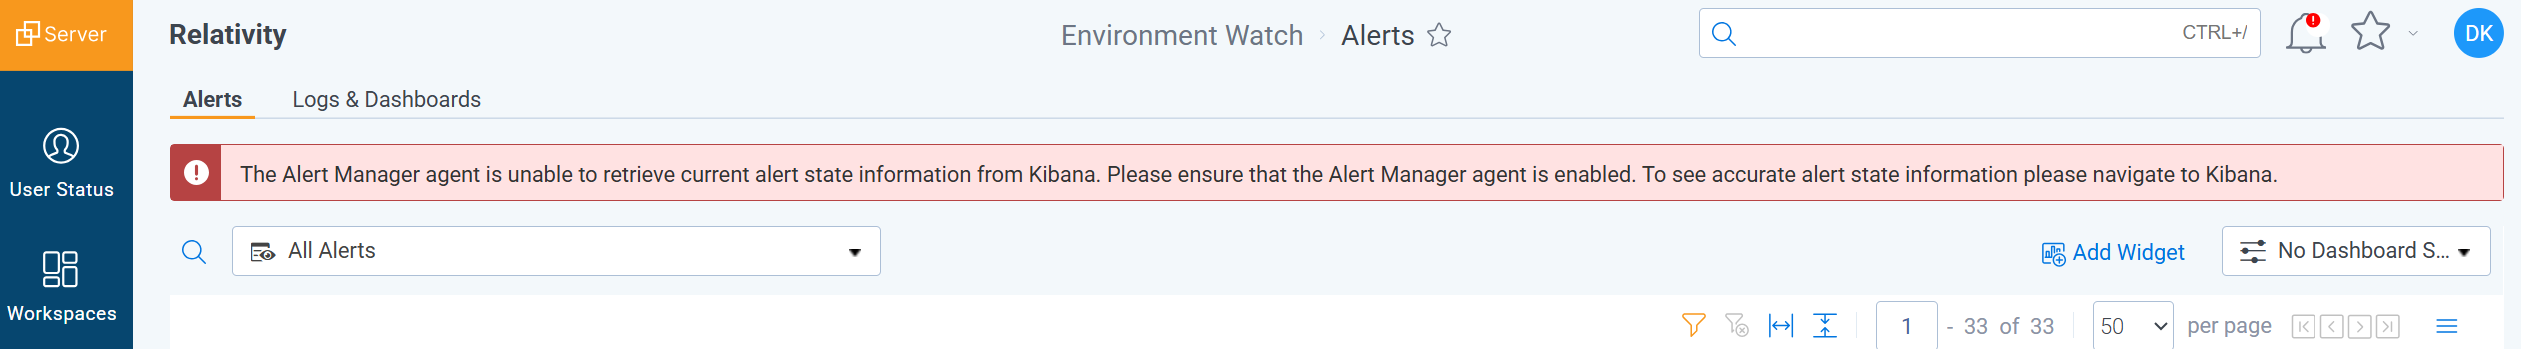 Server
Relativity
Environment Watch > Alerts
CTRL+/
DK
Alerts Logs & Dashboards
User Status
The Alert Manager agent is unable to retrieve current alert state information from Kibana. Please ensure that the Alert Manager agent is enabled. To see accurate alert state information please navigate to Kibana.
All Alerts
Add Widget
No Dashboard S...
Workspaces
1 - 33 of 33
50 per page